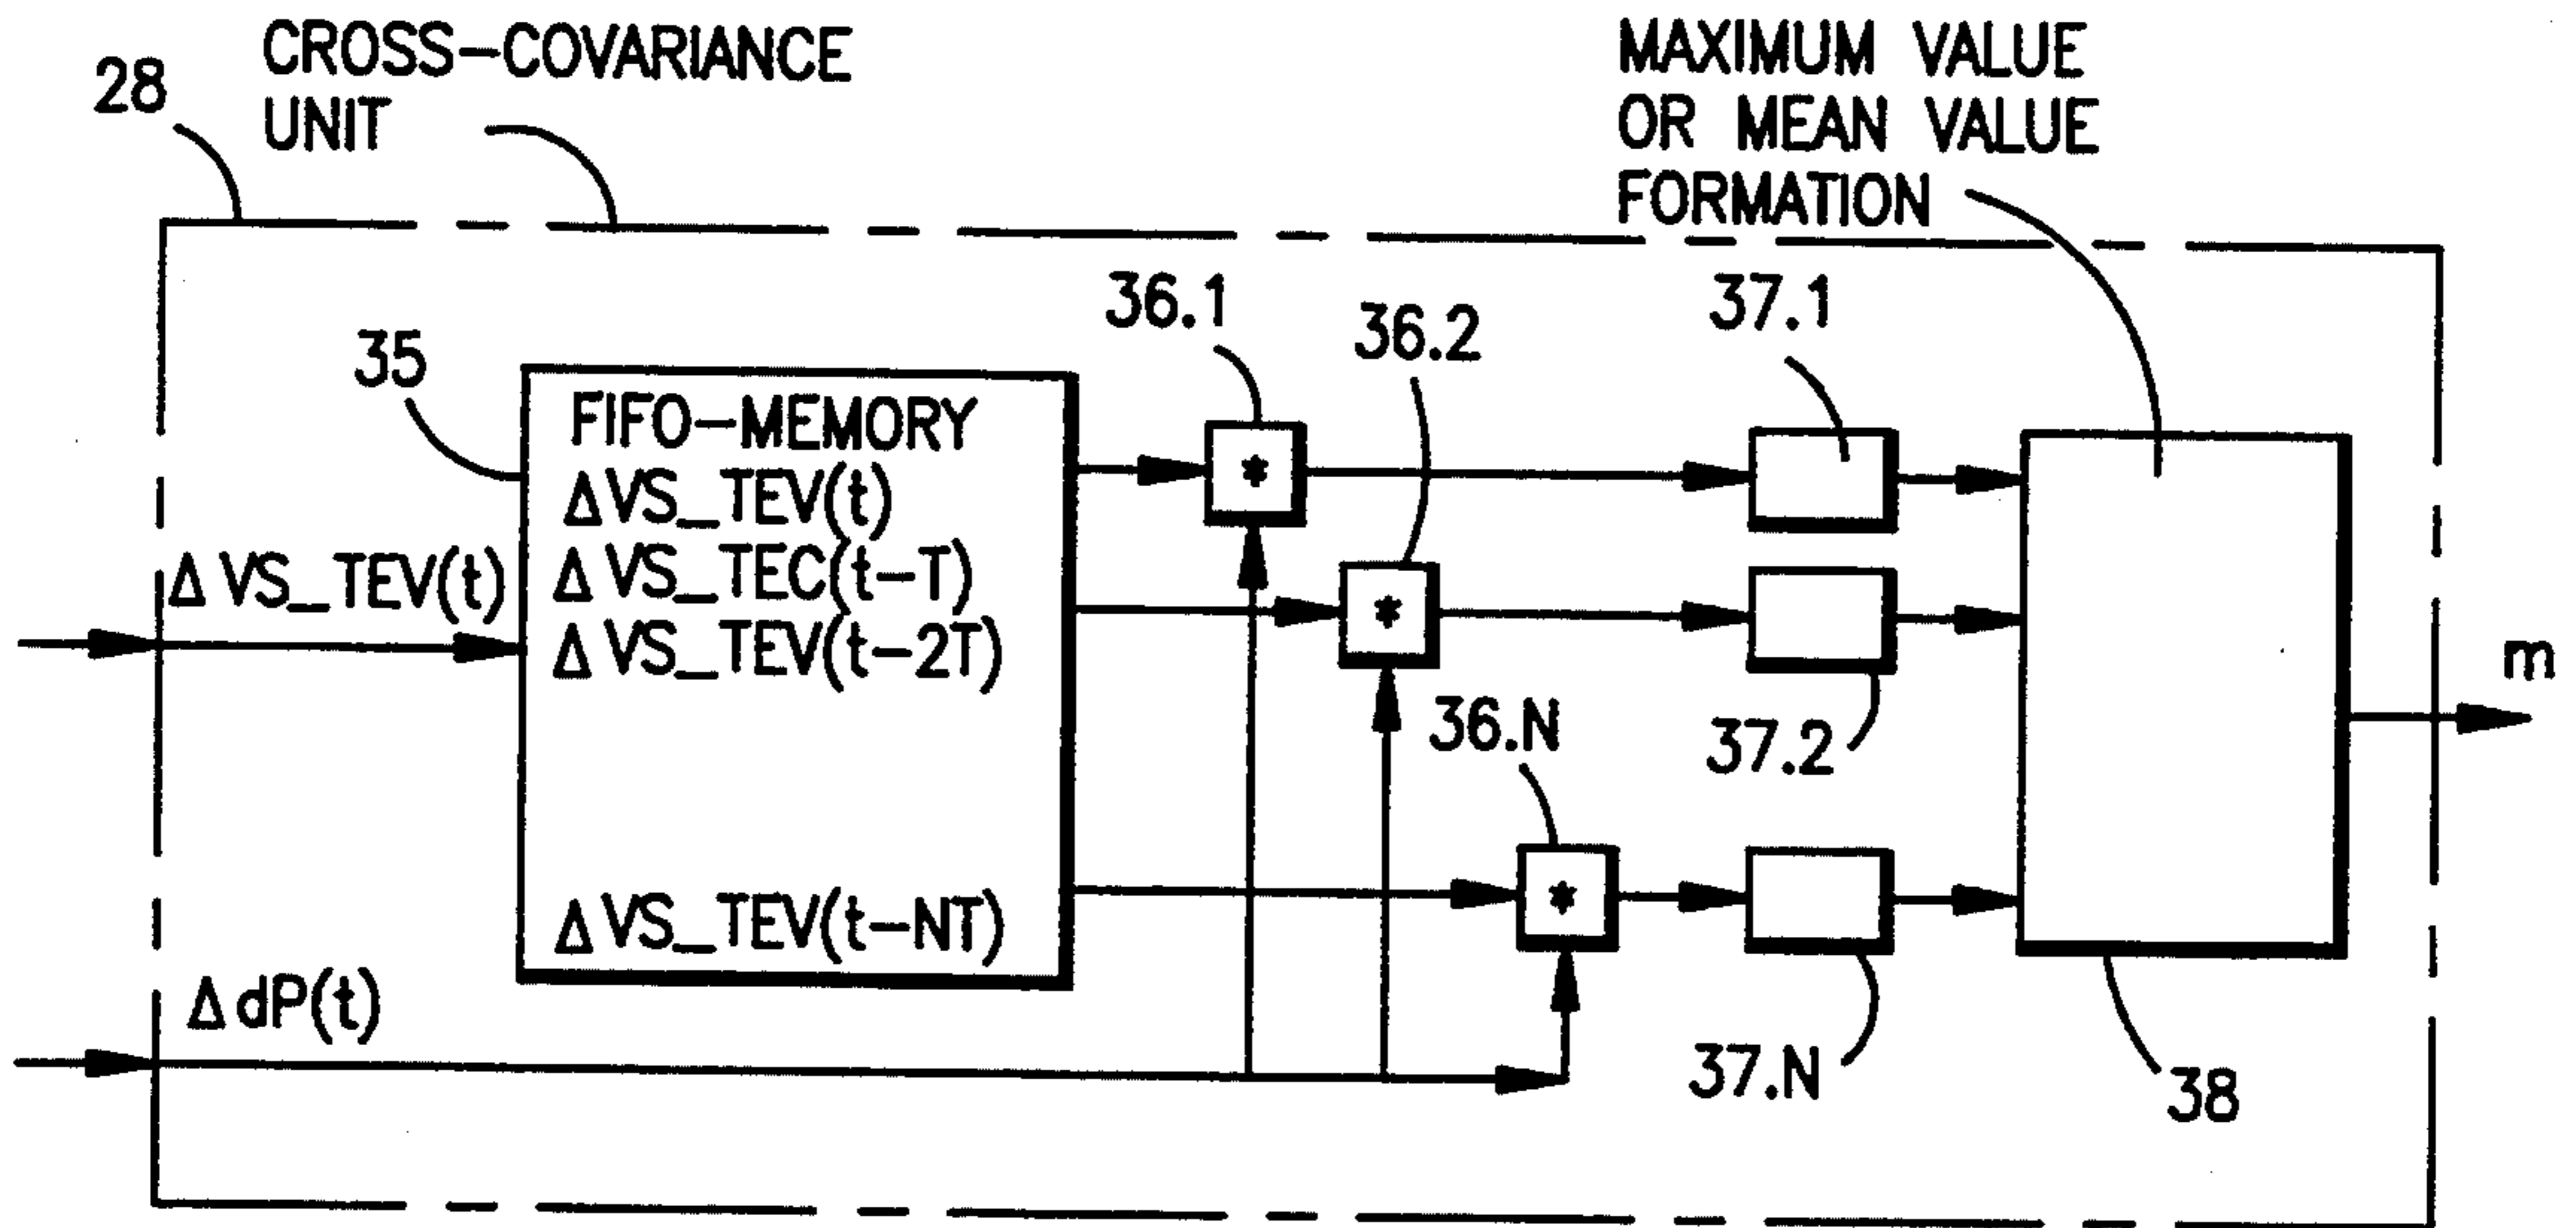 28
CROSS-COVARIANCE
UNIT
MAXIMUM VALUE
OR MEAN VALUE
FORMATION
35
36.1
36.2
37.1
FIFO-MEMORY
ΔVS_TEV(t)
ΔVS_TEC(t-T)
ΔVS_TEV(t-2T)
ΔVS_TEV(t-NT)
ΔVS_TEV(t)
*
*
36.N
37.2
m
*
ΔdP(t)
37.N
38